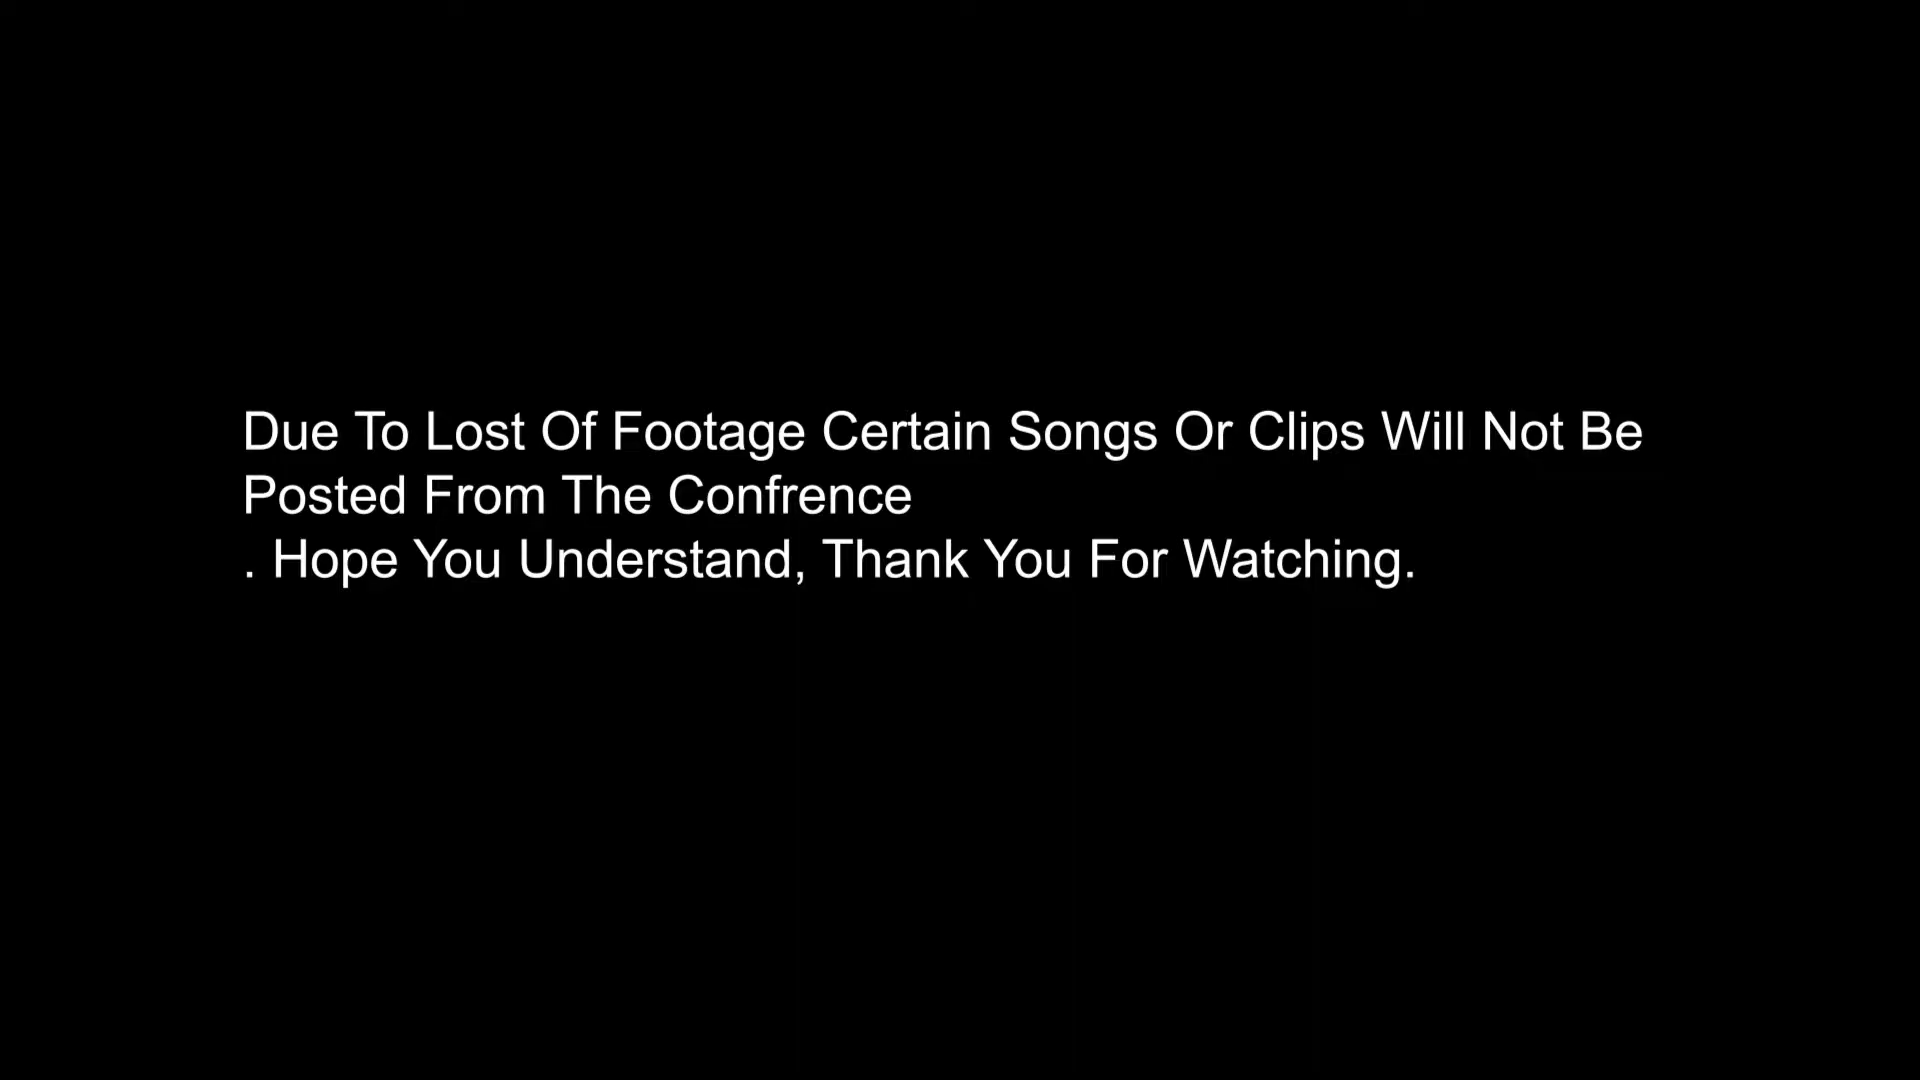 Due To Lost Of Footage Certain Songs Or Clips Will Not Be
Posted From The Confrence
. Hope You Understand, Thank You For Watching.